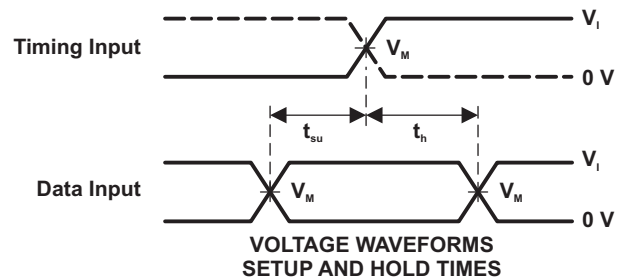 V_I
Timing Input
V_M
0 V
t_su
t_h
V_I
Data Input
V_M
V_M
0 V
VOLTAGE WAVEFORMS
SETUP AND HOLD TIMES